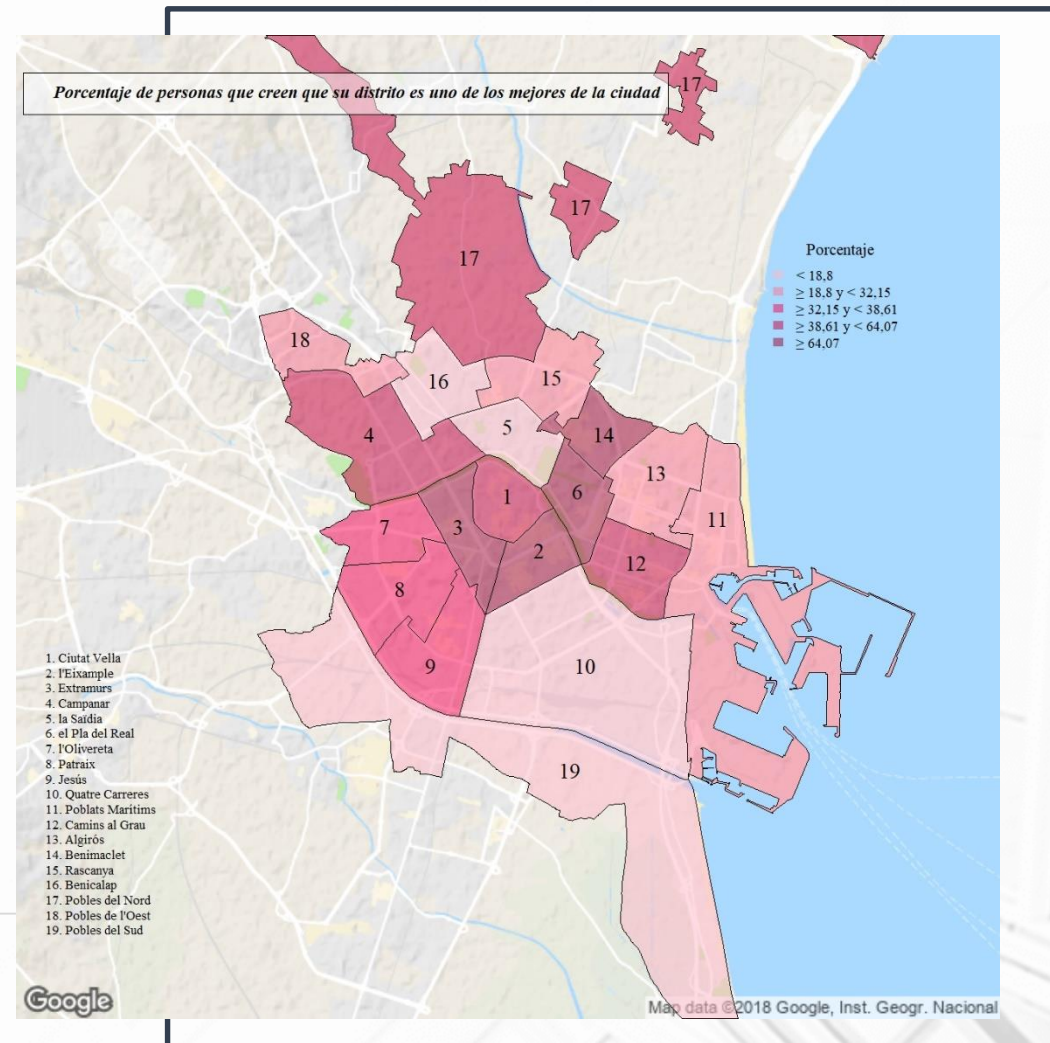 Porcentaje de personas que creen que su distrito es uno de los mejores de la ciudad
17
17
17
Porcentaje
< 18,8
≥ 18,8 y < 32,15
≥ 32,15 y < 38,61
≥ 38,61 y < 64,07
≥ 64,07
18
16
15
4
5
14
13
6
1
11
7
3
2
12
8
9
10
19
1. Ciutat Vella
2. l'Eixample
3. Extramurs
4. Campanar
5. la Saïdia
6. el Pla del Real
7. l'Olivereta
8. Patraix
9. Jesús
10. Quatre Carreres
11. Poblats Marítims
12. Camins al Grau
13. Algirós
14. Benimaclet
15. Rascanya
16. Benicalap
17. Pobles del Nord
18. Pobles de l'Oest
19. Pobles del Sud
Google
Map data ©2018 Google, Inst. Geogr. Nacional